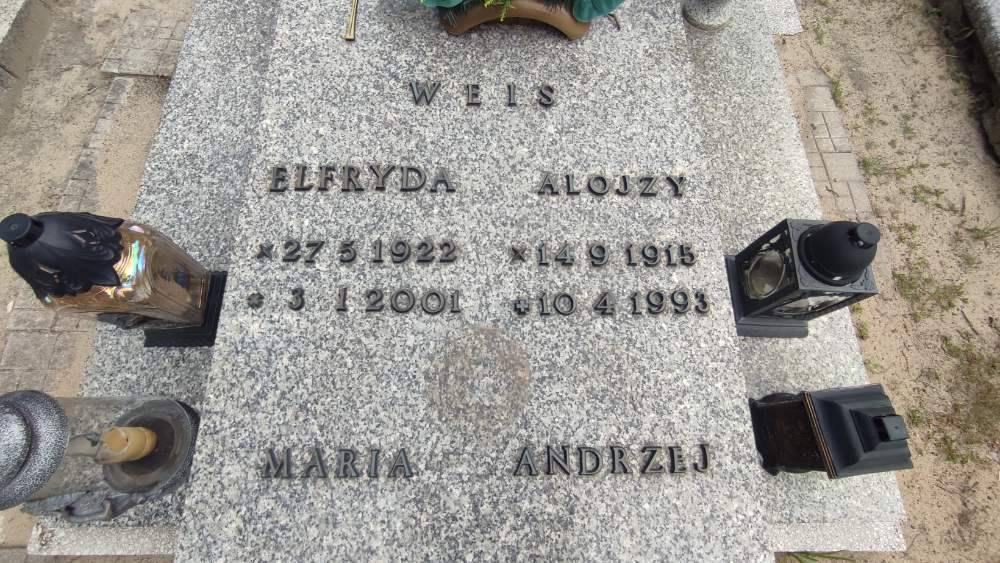 WEIS
ELFRYDA ALOJZY
×27 5 1922 ×14 9 1915
* 3 1 2001 +10 4 1993
MARIA ANDRZEJ